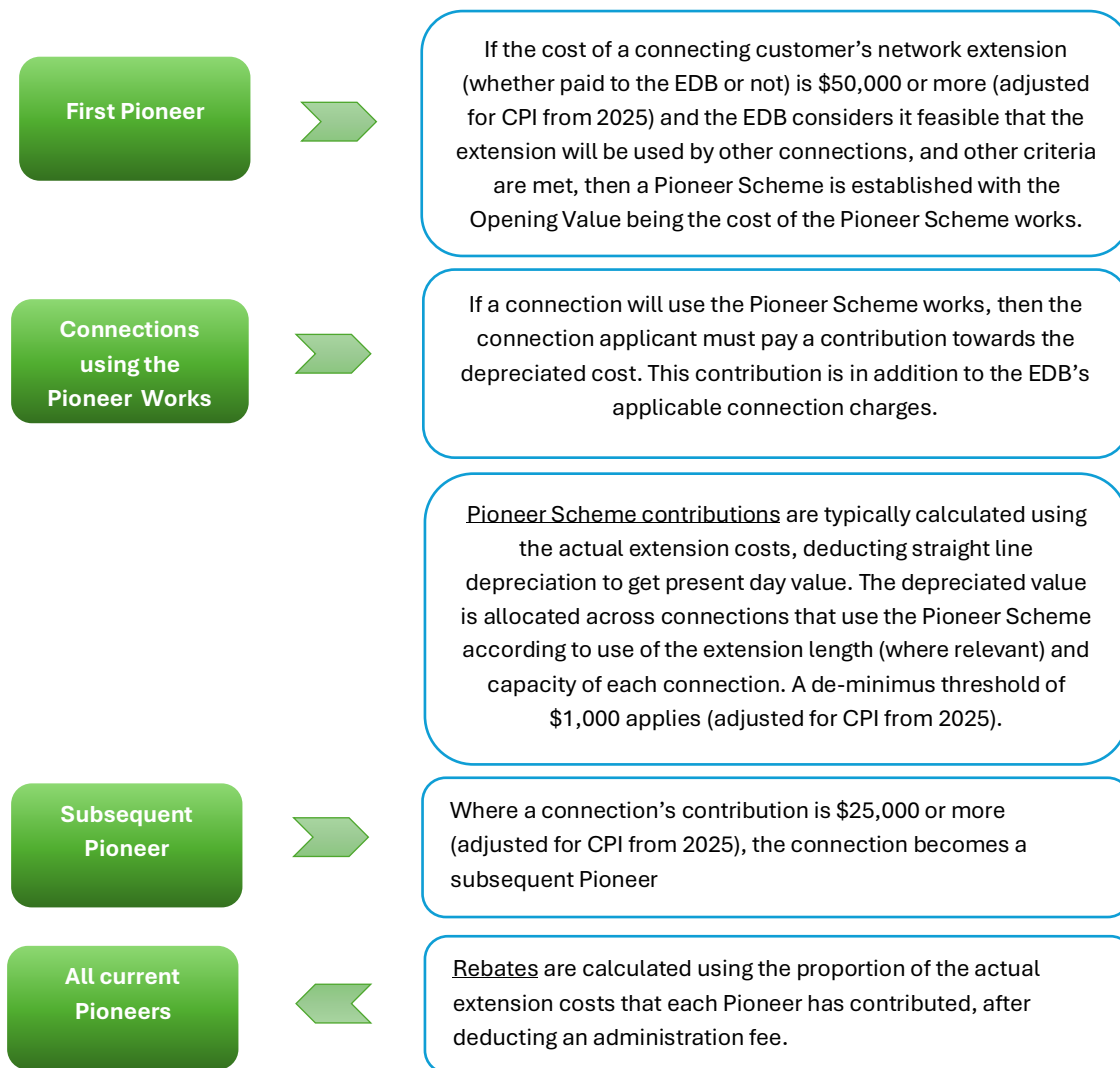 First Pioneer
If the cost of a connecting customer’s network extension
(whether paid to the EDB or not) is $50,000 or more (adjusted
for CPI from 2025) and the EDB considers it feasible that the
extension will be used by other connections, and other criteria
are met, then a Pioneer Scheme is established with the
Opening Value being the cost of the Pioneer Scheme works.
Connections
using the
Pioneer Works
If a connection will use the Pioneer Scheme works, then the
connection applicant must pay a contribution towards the
depreciated cost. This contribution is in addition to the EDB’s
applicable connection charges.
Pioneer Scheme contributions are typically calculated using
the actual extension costs, deducting straight line
depreciation to get present day value. The depreciated value
is allocated across connections that use the Pioneer Scheme
according to use of the extension length (where relevant) and
capacity of each connection. A de-minimus threshold of
$1,000 applies (adjusted for CPI from 2025).
Subsequent
Pioneer
Where a connection’s contribution is $25,000 or more
(adjusted for CPI from 2025), the connection becomes a
subsequent Pioneer
All current
Pioneers
Rebates are calculated using the proportion of the actual
extension costs that each Pioneer has contributed, after
deducting an administration fee.